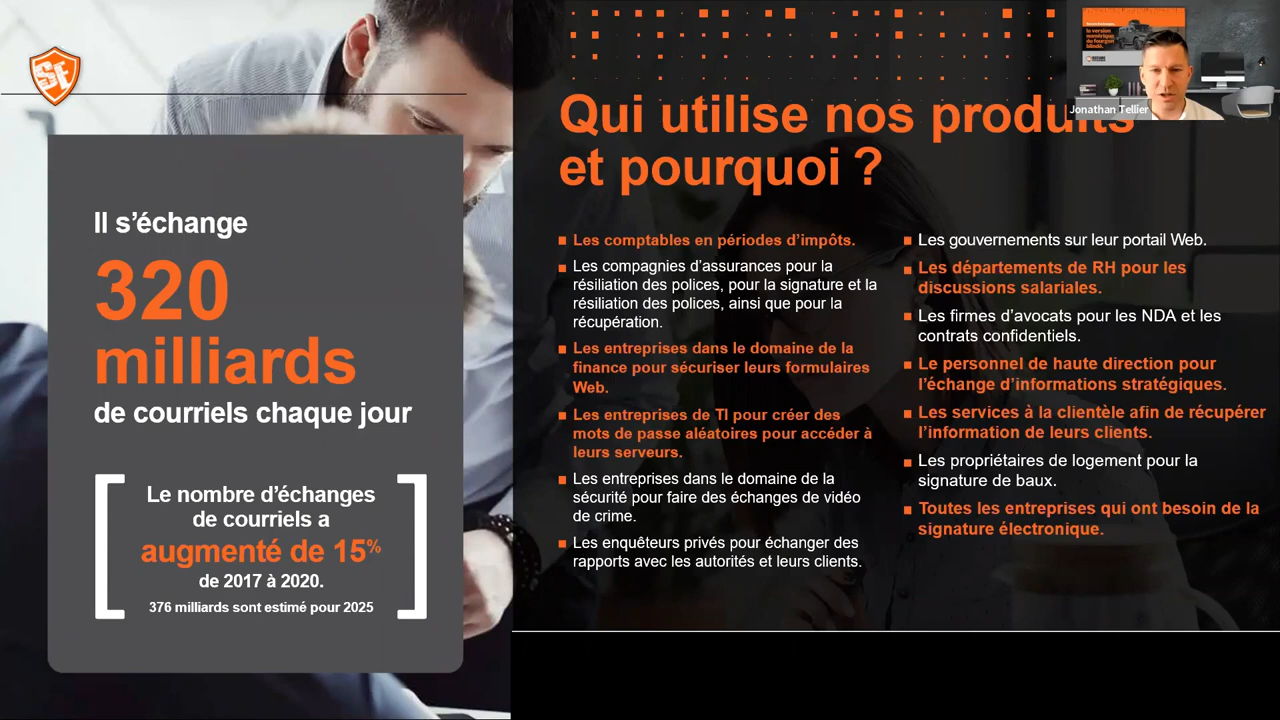 SF
Il s'échange
320
milliards
de courriels chaque jour
Le nombre d'échanges
de courriels a
augmenté de 15%
de 2017 à 2020.
376 milliards sont estimé pour 2025
Qui utilise nos produits
et pourquoi ?
Les comptables en périodes d'impôts.
Les compagnies d'assurances pour la
résiliation des polices, pour la signature et la
résiliation des polices, ainsi que pour la
récupération.
Les entreprises dans le domaine de la
finance pour sécuriser leurs formulaires
Web.
Les entreprises de TI pour créer des
mots de passe aléatoires pour accéder à
leurs serveurs.
Les entreprises dans le domaine de la
sécurité pour faire des échanges de vidéo
de crime.
Les enquêteurs privés pour échanger des
rapports avec les autorités et leurs clients.
Les gouvernements sur leur portail Web.
Les départements de RH pour les
discussions salariales.
Les firmes d'avocats pour les NDA et les
contrats confidentiels.
Le personnel de haute direction pour
l'échange d'informations stratégiques.
Les services à la clientèle afin de récupérer
l'information de leurs clients.
Les propriétaires de logement pour la
signature de baux.
Toutes les entreprises qui ont besoin de la
signature électronique.
la version
numérique
du fourgon
blindé.
Jonathan Tellier